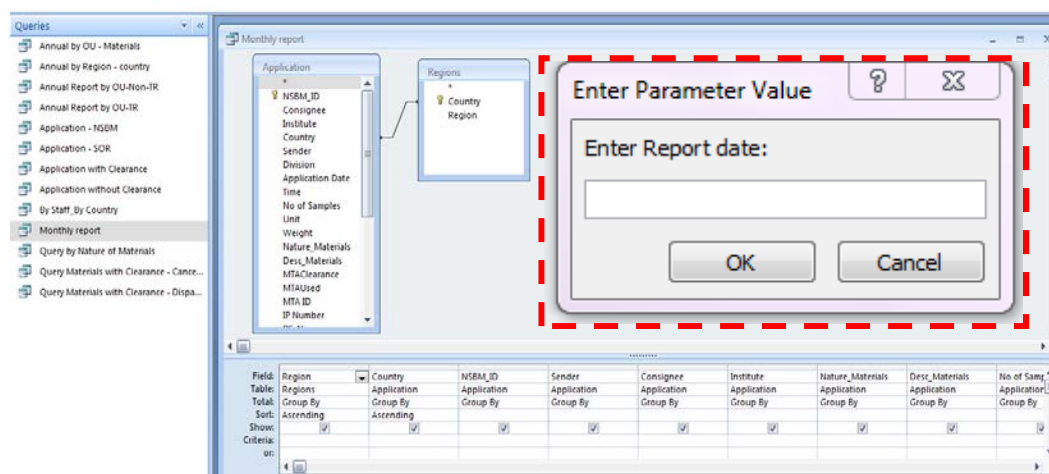 Queries
Annual by OU - Materials
Annual by Region - country
Annual Report by OU-Non-TR
Annual Report by OU-TR
Application - NSBM
Application - SOR
Application with Clearance
Application without Clearance
By Staff_By Country
Monthly report
Query by Nature of Materials
Query Materials with Clearance - Cance...
Query Materials with Clearance - Dispa...
Monthly report
Application
*
NSBM_ID
Consignee
Institute
Country
Sender
Division
Application Date
Time
No of Samples
Unit
Weight
Nature_Materials
Desc_Materials
MTAClearance
MTAUsed
MTA ID
IP Number
Regions
*
Country
Region
Enter Parameter Value
Enter Report date:
OK Cancel
Field: Region Country NSBM_ID Sender Consignee Institute Nature_Materials Desc_Materials No of Samp
Table: Regions Application Application Application Application Application Application Application Application
Total: Group By Group By Group By Group By Group By Group By Group By Group By Group By
Sort: Ascending Ascending
Show:
Criteria:
or: